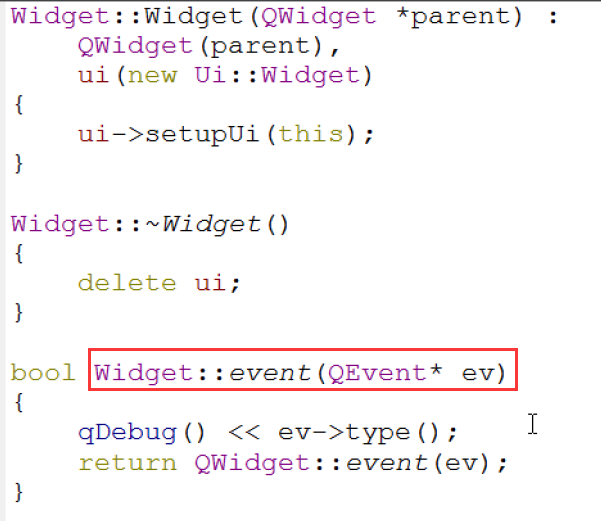 Widget::Widget(QWidget *parent) :
    QWidget(parent),
    ui(new Ui::Widget)
{
    ui->setupUi(this);
}

Widget::~Widget()
{
    delete ui;
}

bool Widget::event(QEvent* ev)
{
    qDebug() << ev->type();
    return QWidget::event(ev);
}